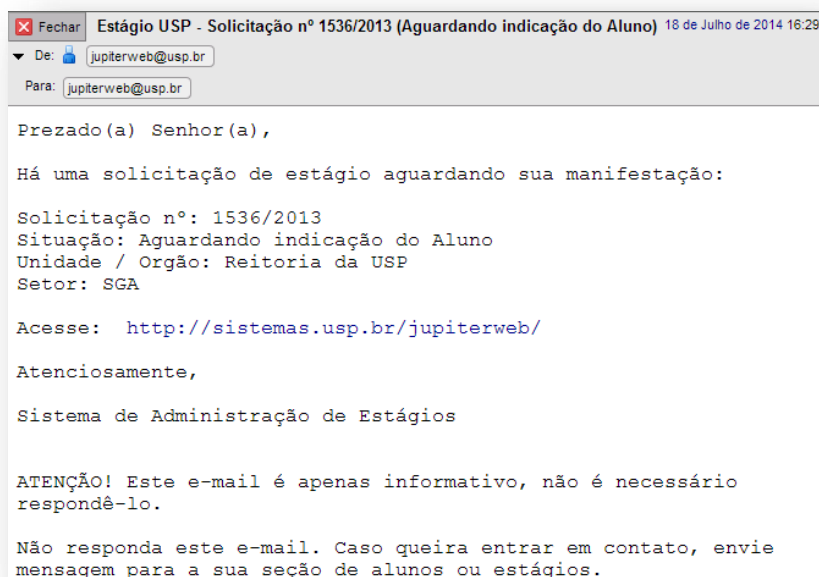 Fechar Estágio USP - Solicitação nº 1536/2013 (Aguardando indicação do Aluno) 18 de Julho de 2014 16:29
De: jupiterweb@usp.br
Para: jupiterweb@usp.br
Prezado(a) Senhor(a),
Há uma solicitação de estágio aguardando sua manifestação:
Solicitação nº: 1536/2013
Situação: Aguardando indicação do Aluno
Unidade / Orgão: Reitoria da USP
Setor: SGA
Acesse: http://sistemas.usp.br/jupiterweb/
Atenciosamente,
Sistema de Administração de Estágios
ATENÇÃO! Este e-mail é apenas informativo, não é necessário
respondê-lo.
Não responda este e-mail. Caso queira entrar em contato, envie
mensagem para a sua seção de alunos ou estágios.